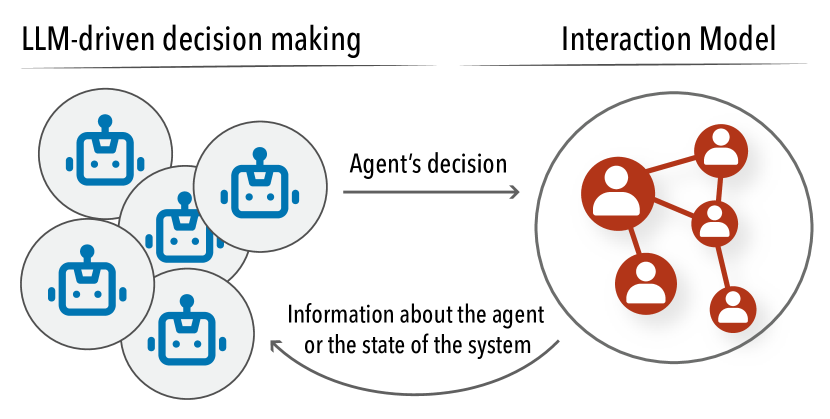 LLM-driven decision making
Interaction Model
Agent's decision
Information about the agent
or the state of the system